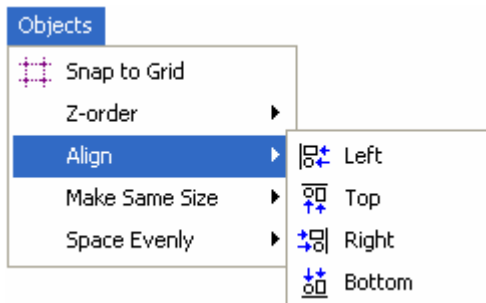 Objects
Snap to Grid
Z-order
Align
Left
Top
Make Same Size
Right
Space Evenly
Bottom